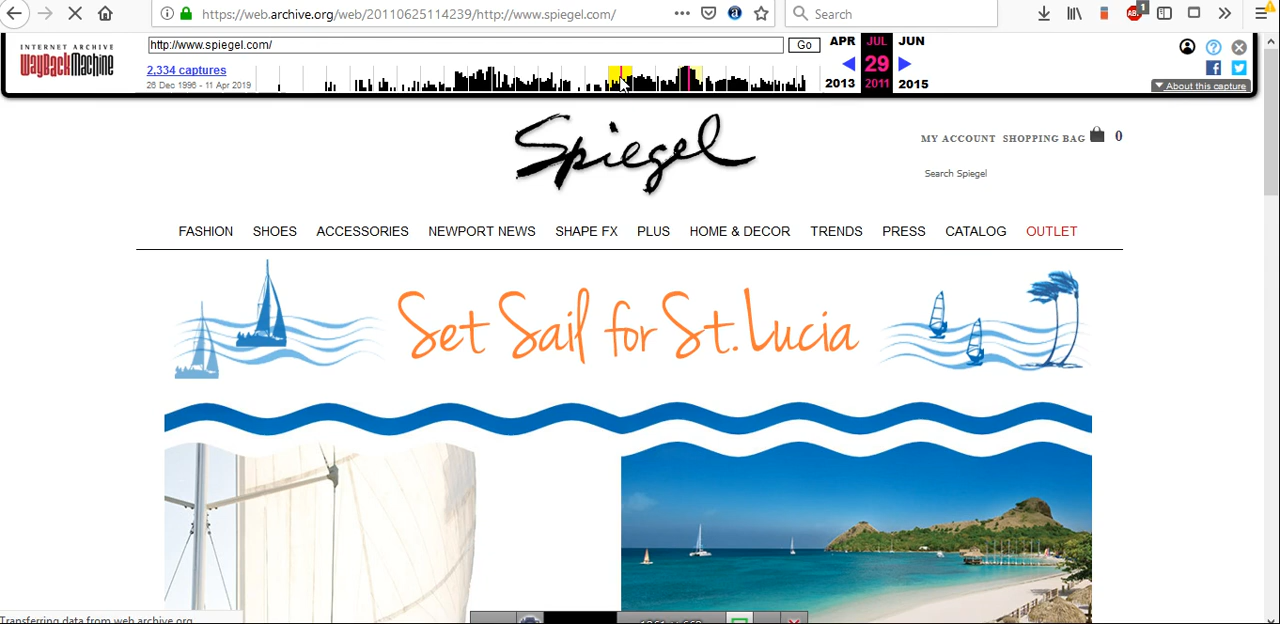 https://web.archive.org/web/20110625114239/http://www.spiegel.com/
Search
INTERNET ARCHIVE
WayBackMachine
http://www.spiegel.com/
Go
2,334 captures
26 Dec 1996 - 11 Apr 2019
APR JUL JUN
29
2013 2011 2015
About this capture
Spiegel
MY ACCOUNT SHOPPING BAG 0
Search Spiegel
FASHION SHOES ACCESSORIES NEWPORT NEWS SHAPE FX PLUS HOME & DECOR TRENDS PRESS CATALOG OUTLET
Set Sail for St. Lucia
Transferring data from web.archive.org